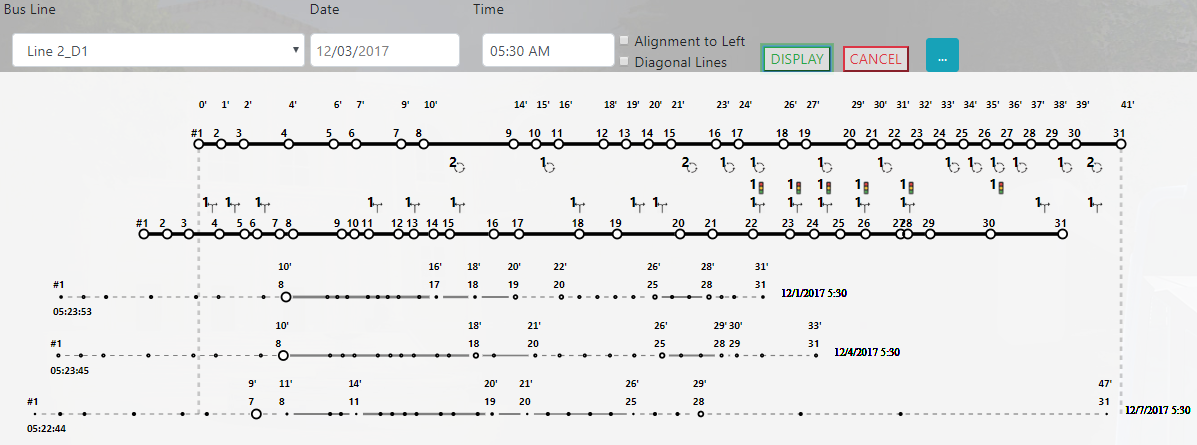 Bus Line Date Time
Line 2_D1 12/03/2017 05:30 AM Alignment to Left
Diagonal Lines DISPLAY CANCEL ...
0' 1' 2' 4' 6' 7' 9' 10' 14' 15' 16' 18' 19' 20' 21' 23' 24' 26' 27' 29' 30' 31' 32' 33' 34' 35' 36' 37' 38' 39' 41'
#1 2 3 4 5 6 7 8 9 10 11 12 13 14 15 16 17 18 19 20 21 22 23 24 25 26 27 28 29 30 31
2 1 2 1 1 1 1 1 1 1 1 1 2
1 1 1 1 1 1
1 1 1 1 1 1 1 1 1 1 1 1 1 1 1 1
#1 2 3 4 5 6 7 8 9 10 11 12 13 14 15 16 17 18 19 20 21 22 23 24 25 26 27 28 29 30 31
10' 16' 18' 20' 22' 26' 28' 31'
#1 8 17 18 19 20 25 28 31
12/1/2017 5:30
05:23:53
10' 18' 21' 26' 29' 30' 33'
#1 8 18 20 25 28 29 31
12/4/2017 5:30
05:23:45
9' 11' 14' 20' 21' 26' 29' 47'
#1 7 8 11 19 20 25 28 31
12/7/2017 5:30
05:22:44